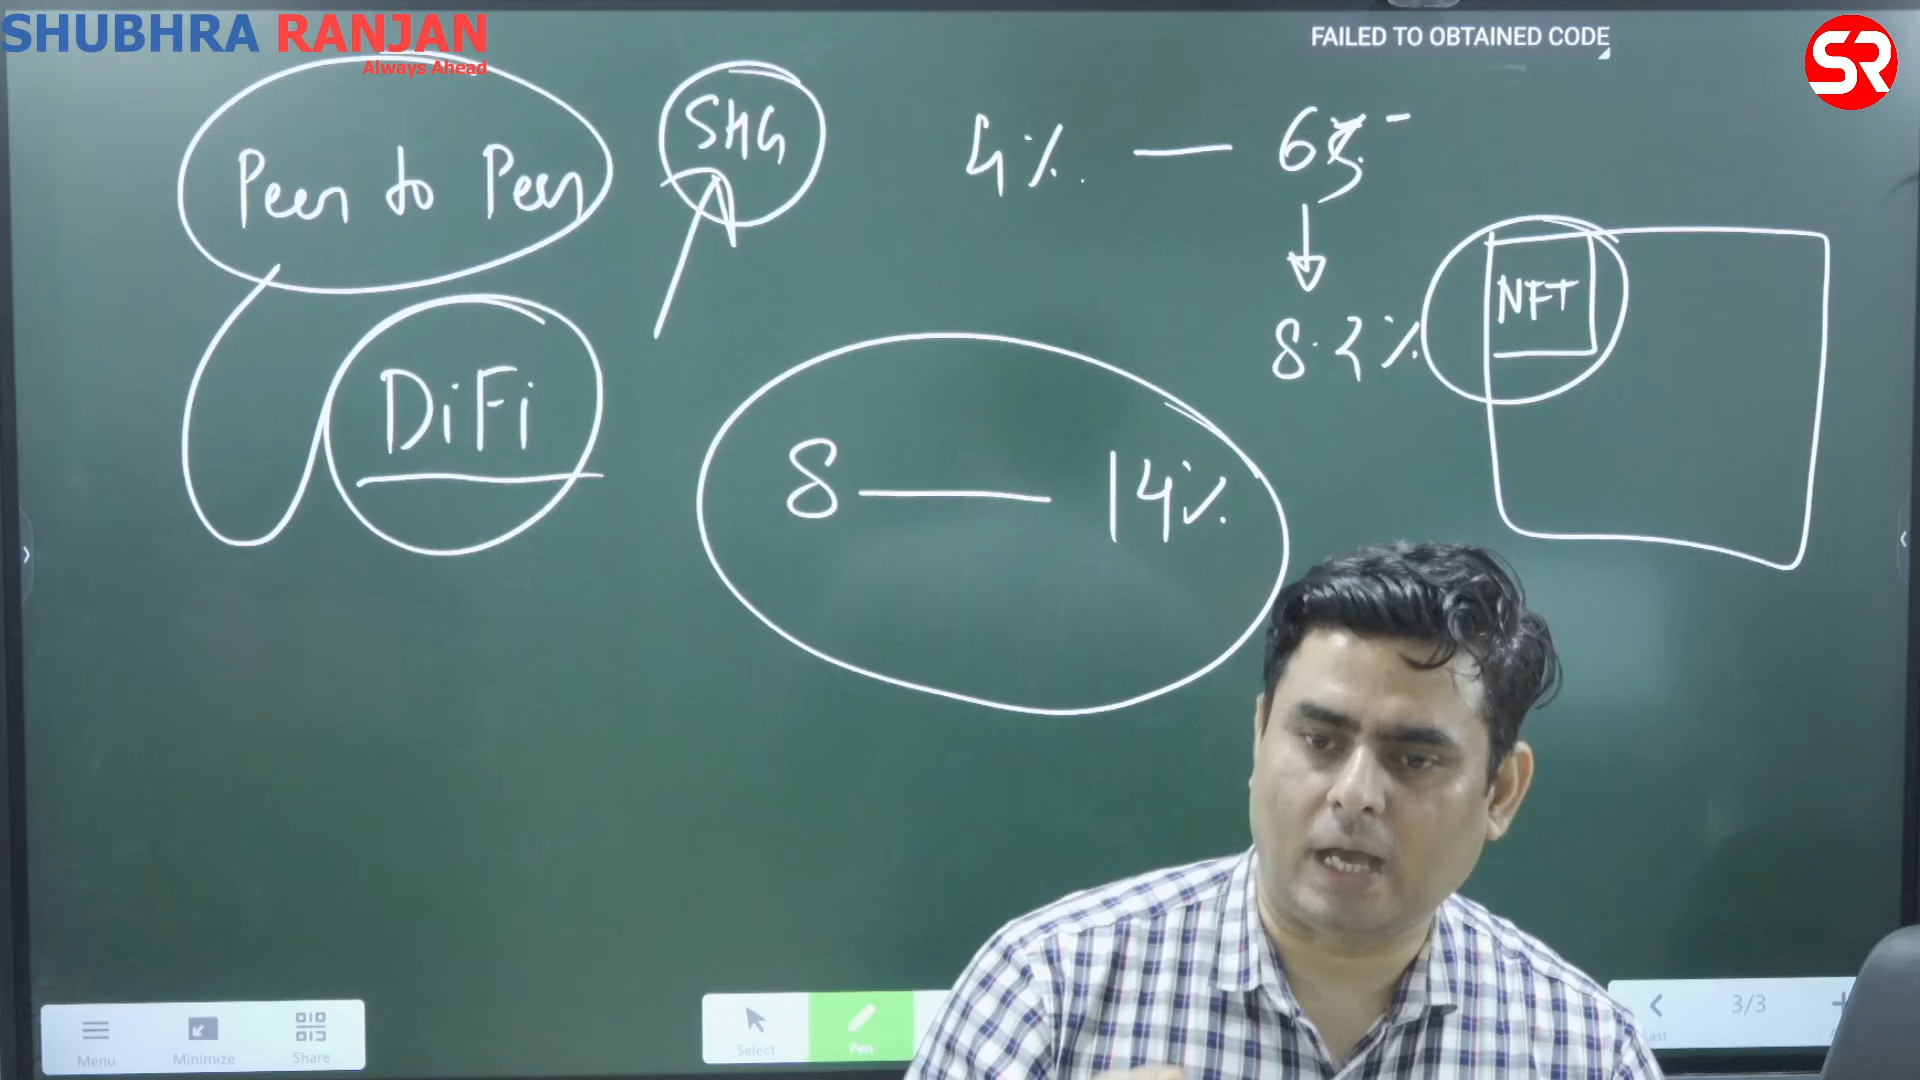 SHUBHRA RANJAN
Always Ahead
FAILED TO OBTAINED CODE
SR
Peer to Peer
SHG
4% —
8.2%
NFT
DiFi
8 — 14%
Menu
Minimize
Share
Select
Pen
3/3